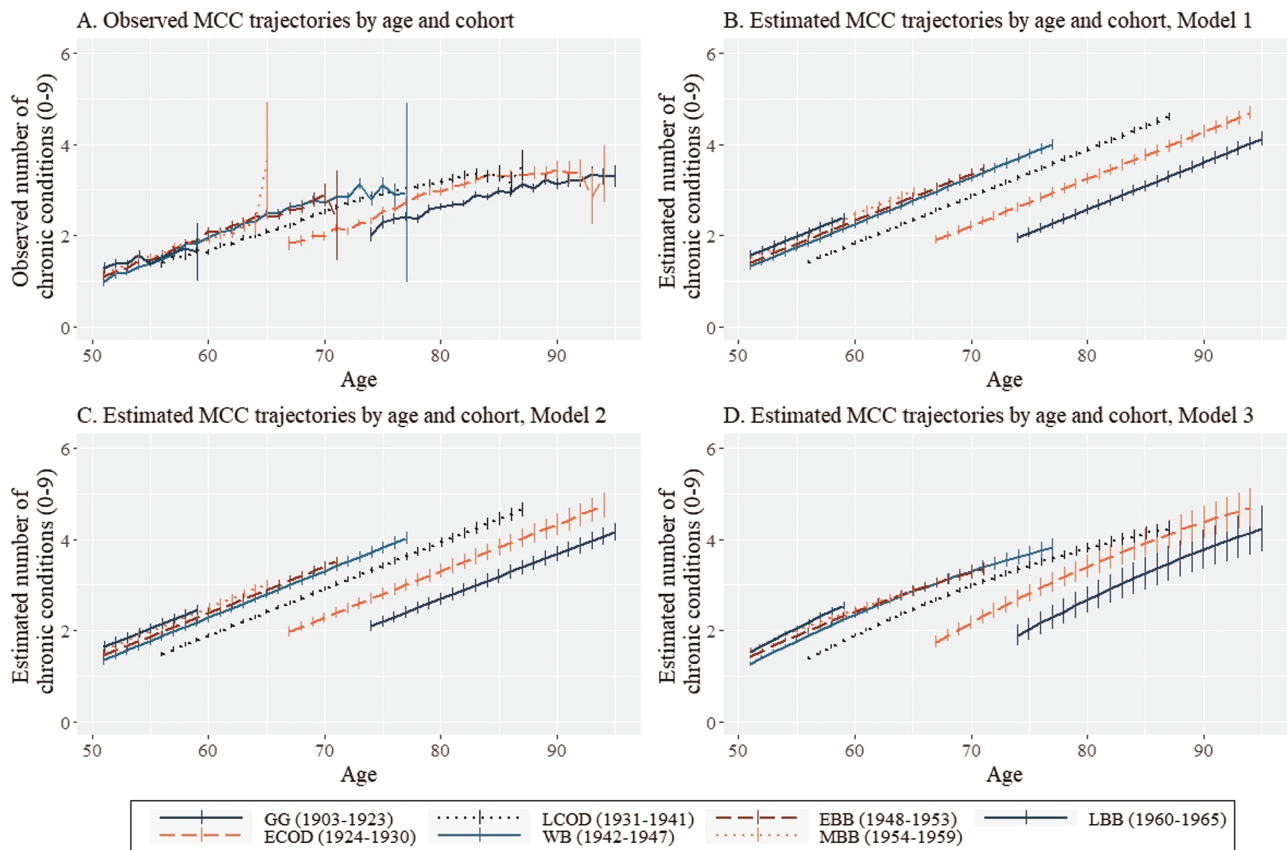 A. Observed MCC trajectories by age and cohort
Observed number of
chronic conditions (0-9)
6
4
2
0
50
60
70
80
90
Age
B. Estimated MCC trajectories by age and cohort, Model 1
Estimated number of
chronic conditions (0-9)
6
4
2
0
50
60
70
80
90
Age
C. Estimated MCC trajectories by age and cohort, Model 2
Estimated number of
chronic conditions (0-9)
6
4
2
0
50
60
70
80
90
Age
D. Estimated MCC trajectories by age and cohort, Model 3
Estimated number of
chronic conditions (0-9)
6
4
2
0
50
60
70
80
90
Age
GG (1903-1923)
LCOD (1931-1941)
EBB (1948-1953)
LBB (1960-1965)
ECOD (1924-1930)
WB (1942-1947)
MBB (1954-1959)